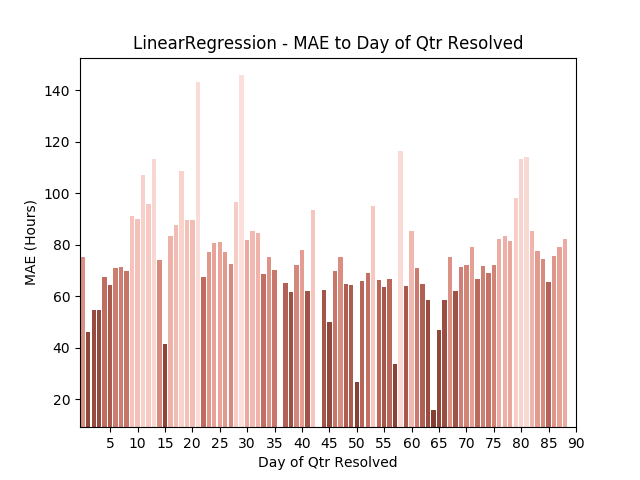 LinearRegression - MAE to Day of Qtr Resolved
140
120
100
80
60
40
20
MAE (Hours)
5 10 15 20 25 30 35 40 45 50 55 60 65 70 75 80 85 90
Day of Qtr Resolved